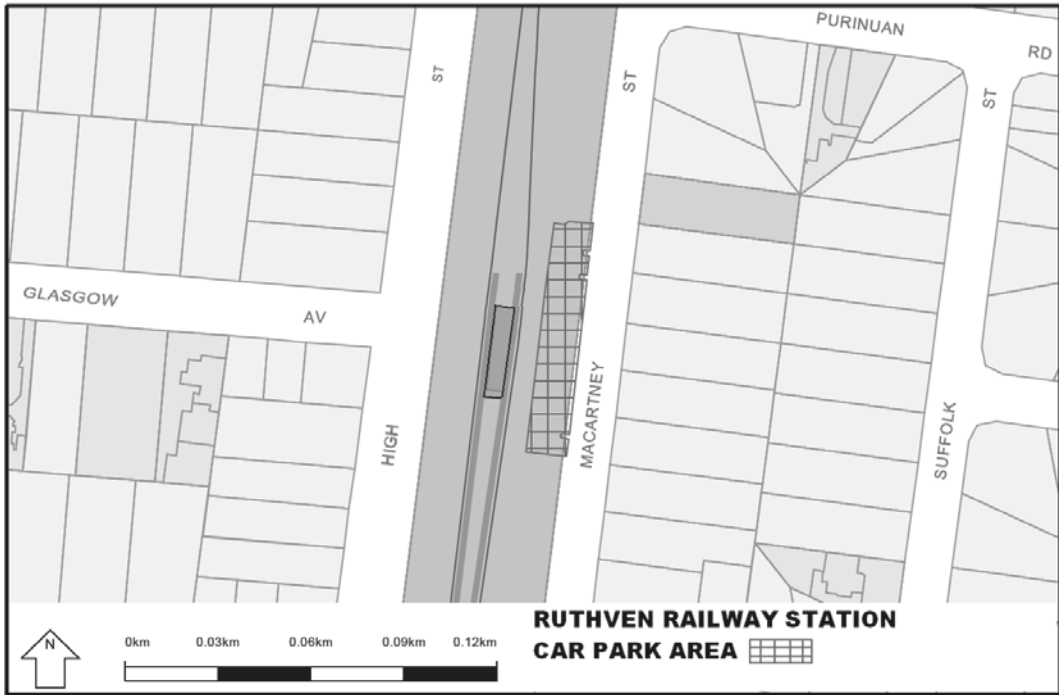 PURINUAN
RD
ST
ST
ST
GLASGOW
AV
HIGH
MACARTNEY
SUFFOLK
N
0km 0.03km 0.06km 0.09km 0.12km
RUTHVEN RAILWAY STATION
CAR PARK AREA